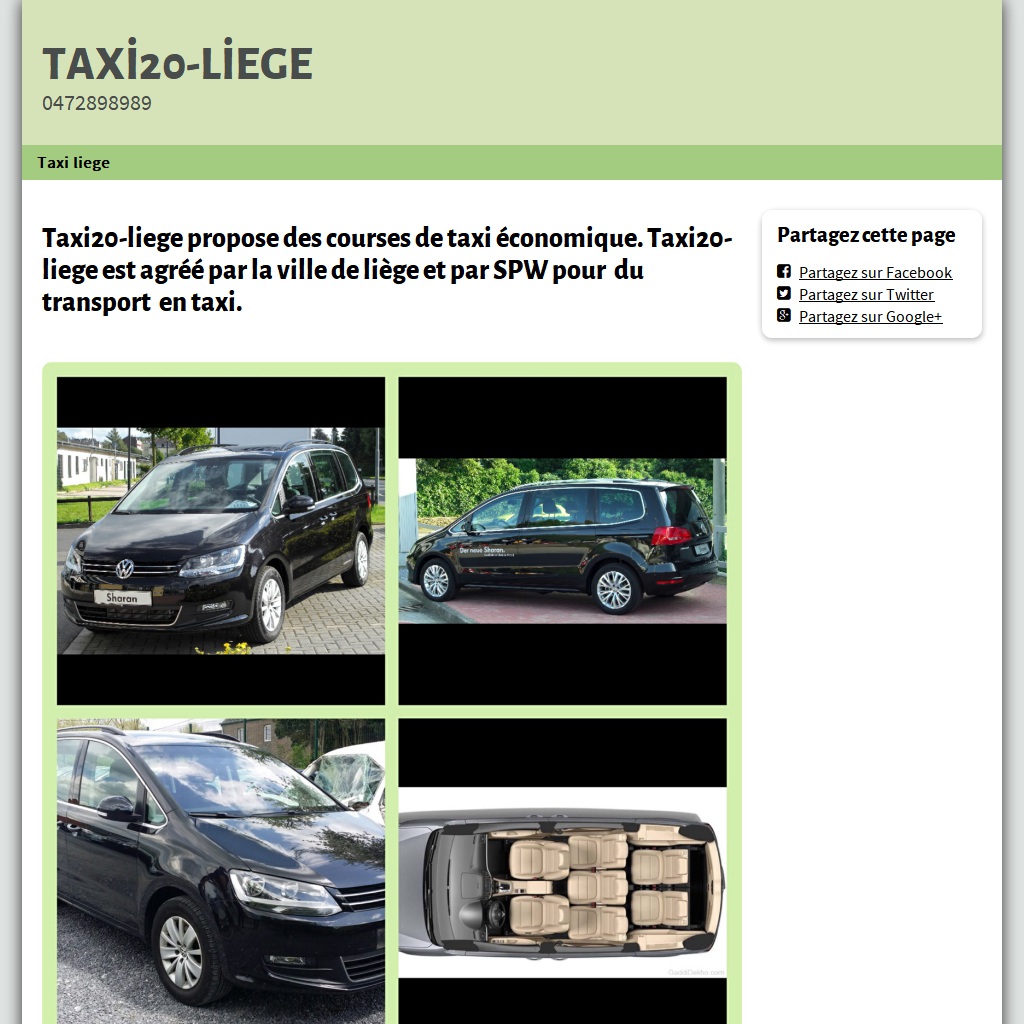 TAXİ20-LİEGE
0472898989
Taxi liege
Taxi20-liege propose des courses de taxi économique. Taxi20-
liege est agréé par la ville de liège et par SPW pour du
transport en taxi.
Partagez cette page
Partagez sur Facebook
Partagez sur Twitter
Partagez sur Google+
Sharan
Der neue Sharan.
GaadiDekho.com